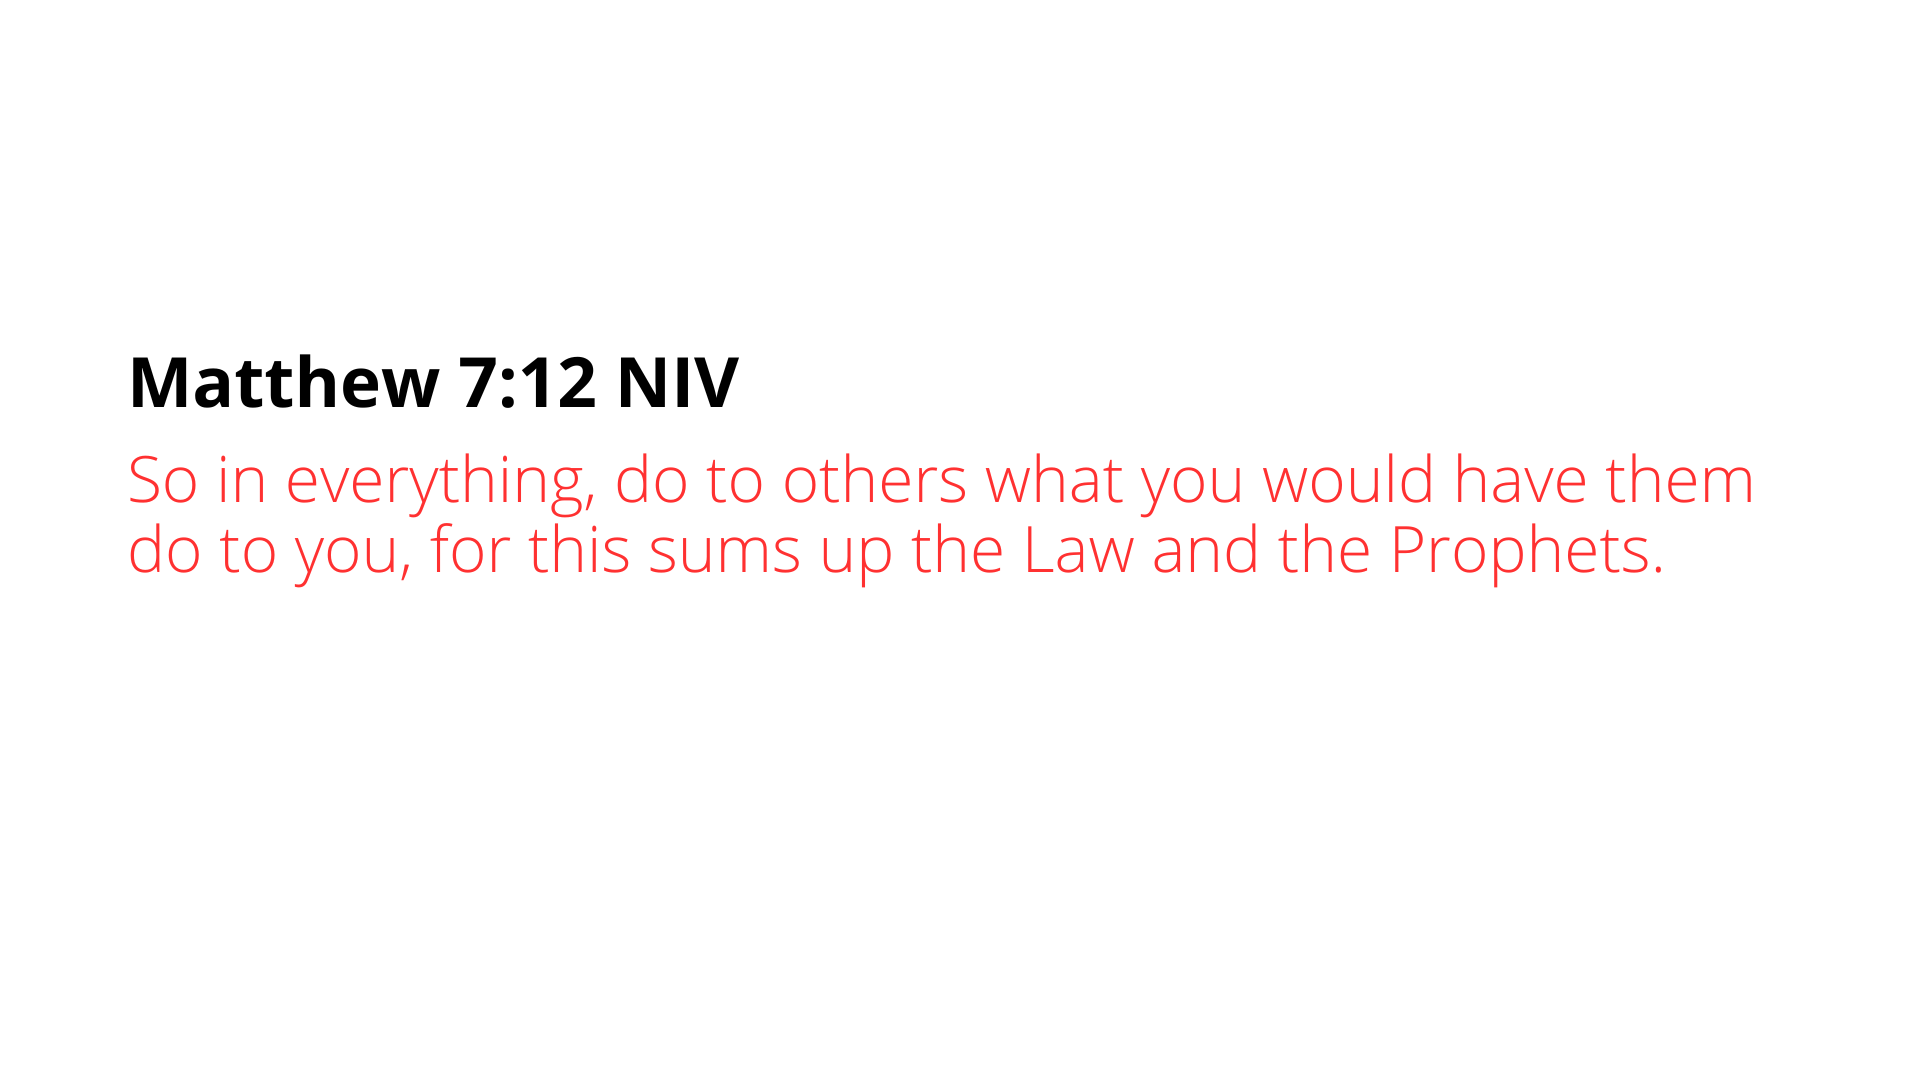 Matthew 7:12 NIV
So in everything, do to others what you would have them
do to you, for this sums up the Law and the Prophets.